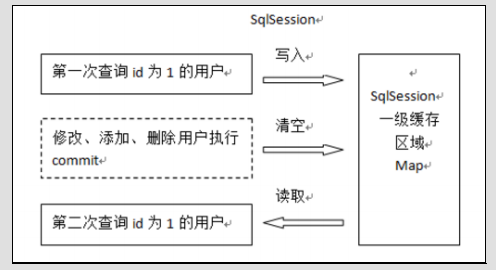 SqlSession
第一次查询 id 为 1 的用户
写入
修改、添加、删除用户执行
commit
清空
第二次查询 id 为 1 的用户
读取
SqlSession
一级缓存
区域
Map